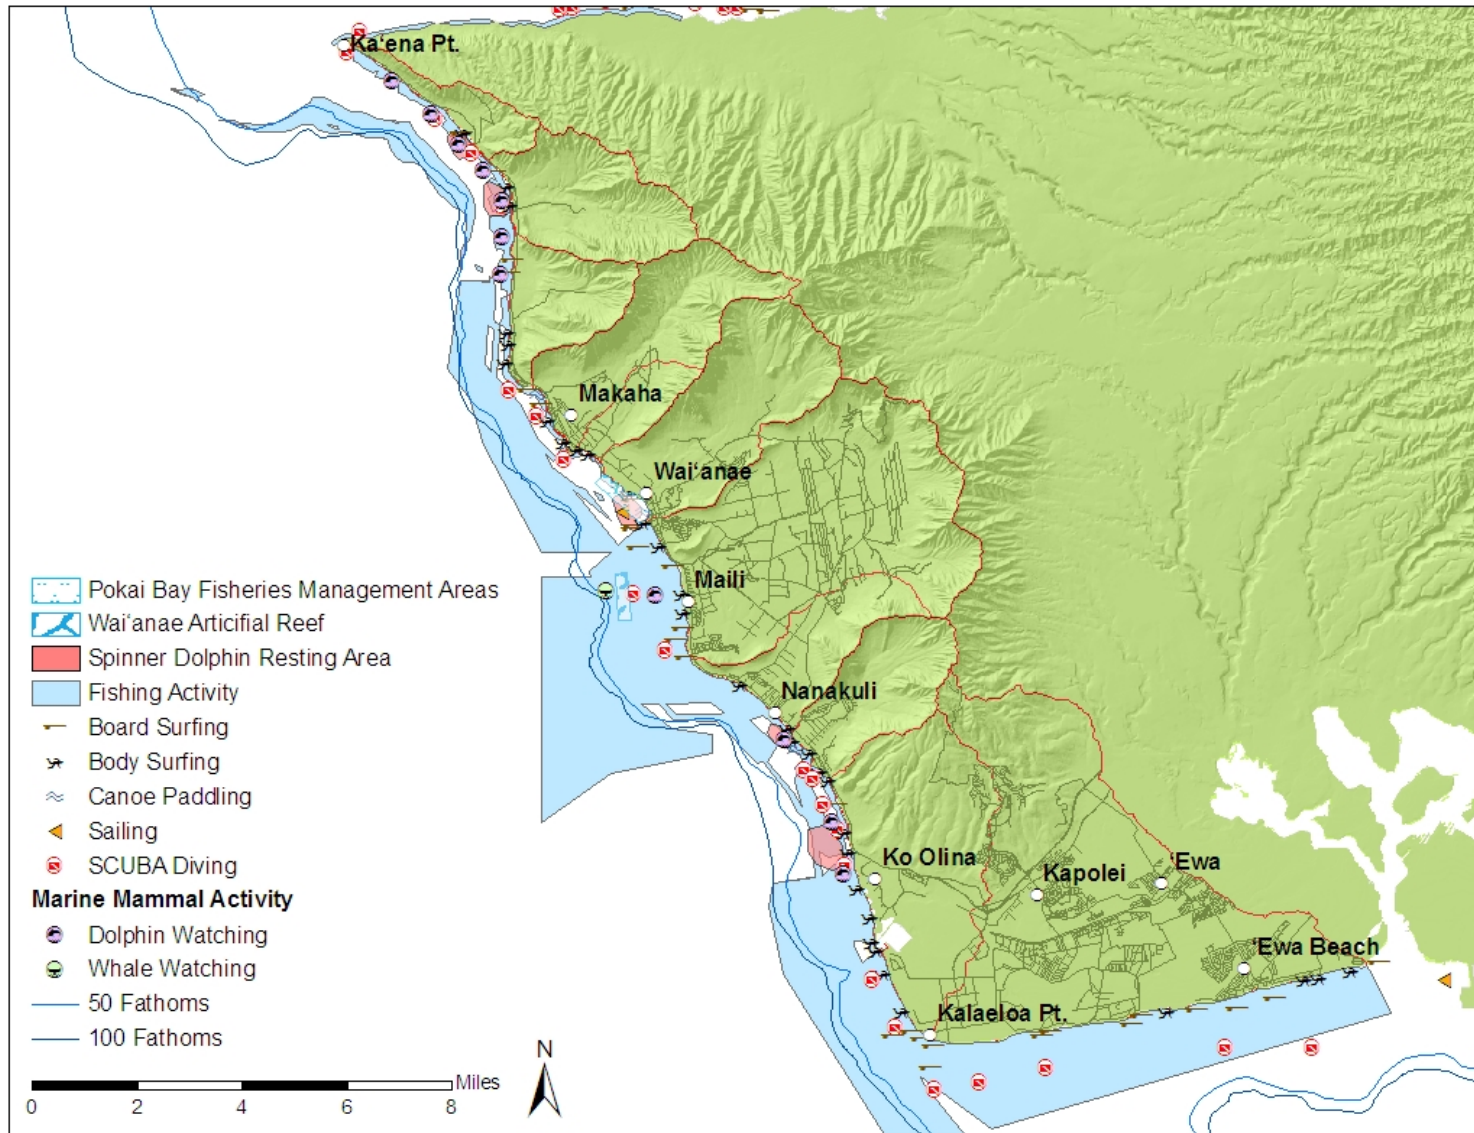 Ka‘ena Pt.
Makaha
Wai‘anae
Maili
Nanakuli
Ko Olina
Kapolei
‘Ewa
‘Ewa Beach
Kalaeloa Pt.
Pokai Bay Fisheries Management Areas
Wai‘anae Articifial Reef
Spinner Dolphin Resting Area
Fishing Activity
Board Surfing
Body Surfing
Canoe Paddling
Sailing
SCUBA Diving
Marine Mammal Activity
Dolphin Watching
Whale Watching
50 Fathoms
100 Fathoms
Miles
0 2 4 6 8
N